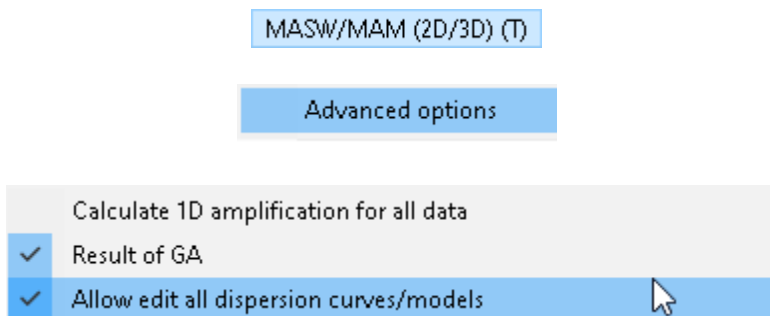 MASW/MAM (2D/3D) (T)
Advanced options
Calculate 1D amplification for all data
Result of GA
Allow edit all dispersion curves/models